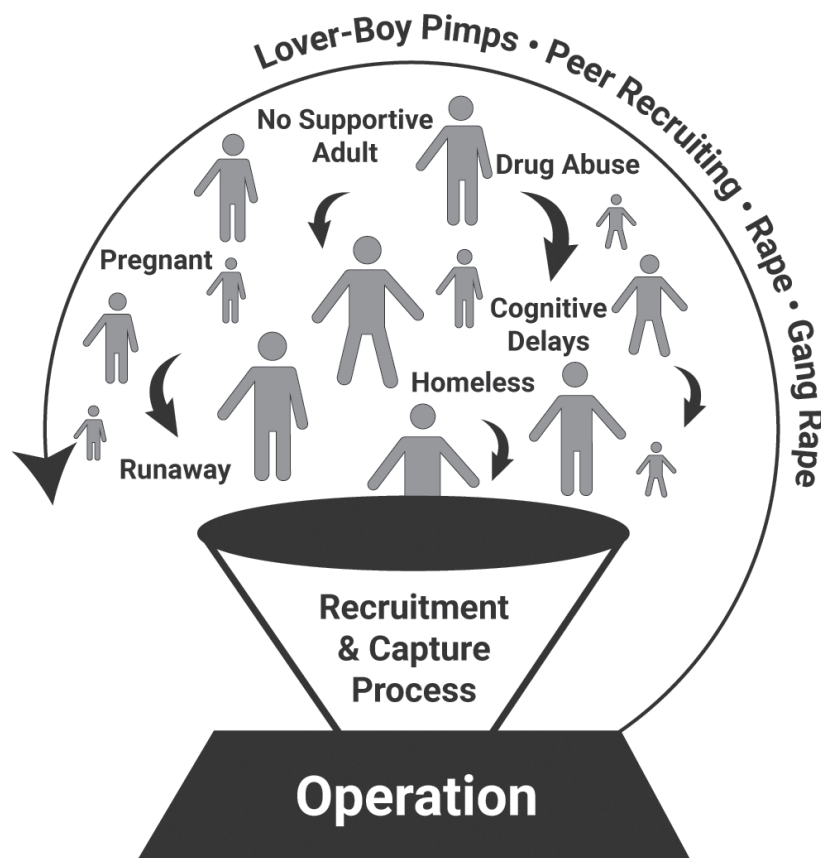 Lover-Boy Pimps • Peer Recruiting • Rape • Gang Rape
No Supportive
Adult
Drug Abuse
Pregnant
Cognitive
Delays
Homeless
Runaway
Recruitment
& Capture
Process
Operation